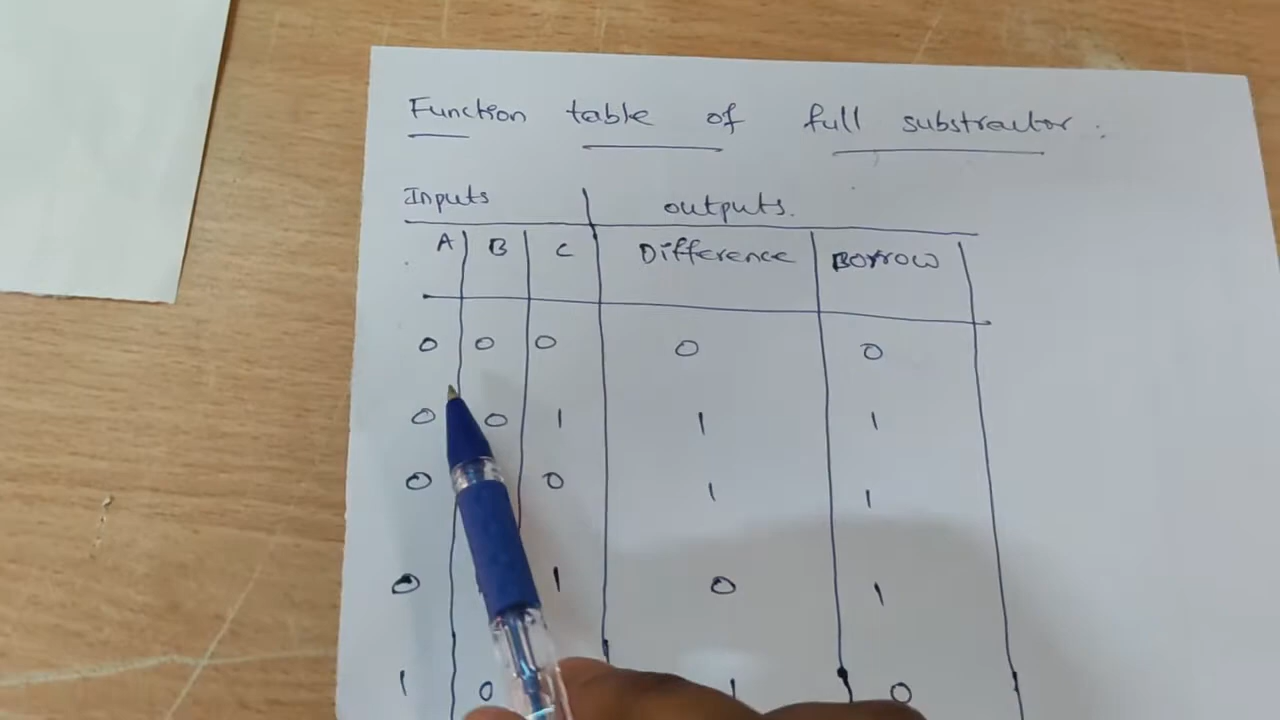 Function table of full substractor :
Inputs outputs.
A B C Difference Borrow
0 0 0 0 0
0 0 1 1 1
0 0 1 1
0 1 0 1
1 0 1 0